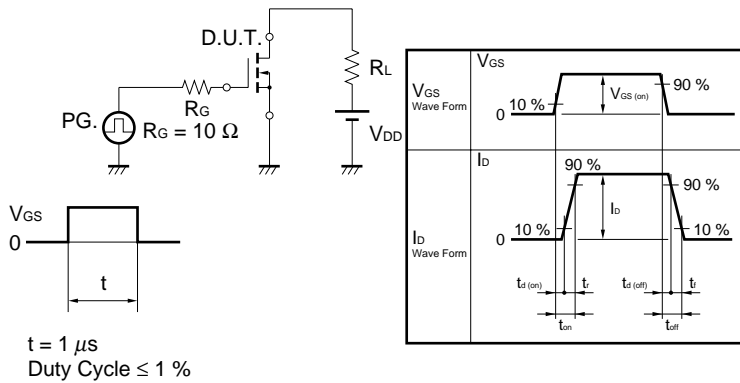 D.U.T.
RL
RG
PG.
RG = 10 Ω
VDD
VGS
0
t
t = 1 μs
Duty Cycle ≤ 1 %
VGS
Wave Form
VGS
10 %
VGS (on)
90 %
0
ID
Wave Form
ID
90 %
90 %
ID
10 %
10 %
0
td (on)
tr
td (off)
tf
ton
toff